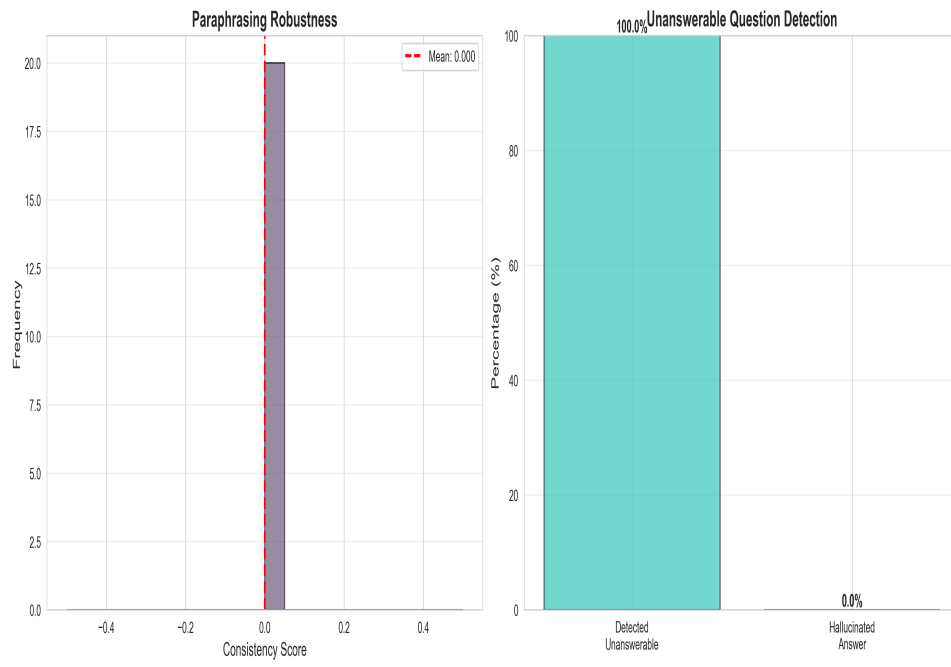 Paraphrasing Robustness
Mean: 0.000
20.0
17.5
15.0
12.5
10.0
7.5
5.0
2.5
0.0
Frequency
−0.4 −0.2 0.0 0.2 0.4
Consistency Score
Unanswerable Question Detection
100.0%
100
80
60
40
20
0
Percentage (%)
0.0%
Detected
Unanswerable
Hallucinated
Answer